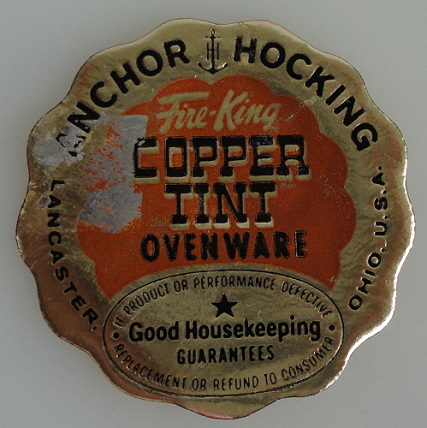 ANCHOR HOCKING
Fire-King
COPPER
TINT
OVENWARE
LANCASTER, OHIO, U.S.A.
IF PRODUCT OR PERFORMANCE DEFECTIVE
★
Good Housekeeping
GUARANTEES
• REPLACEMENT OR REFUND TO CONSUMER •